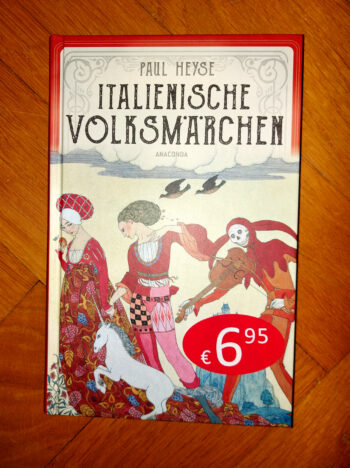 PAUL HEYSE
ITALIENISCHE
VOLKSMÄRCHEN
ANACONDA
€ 6 95